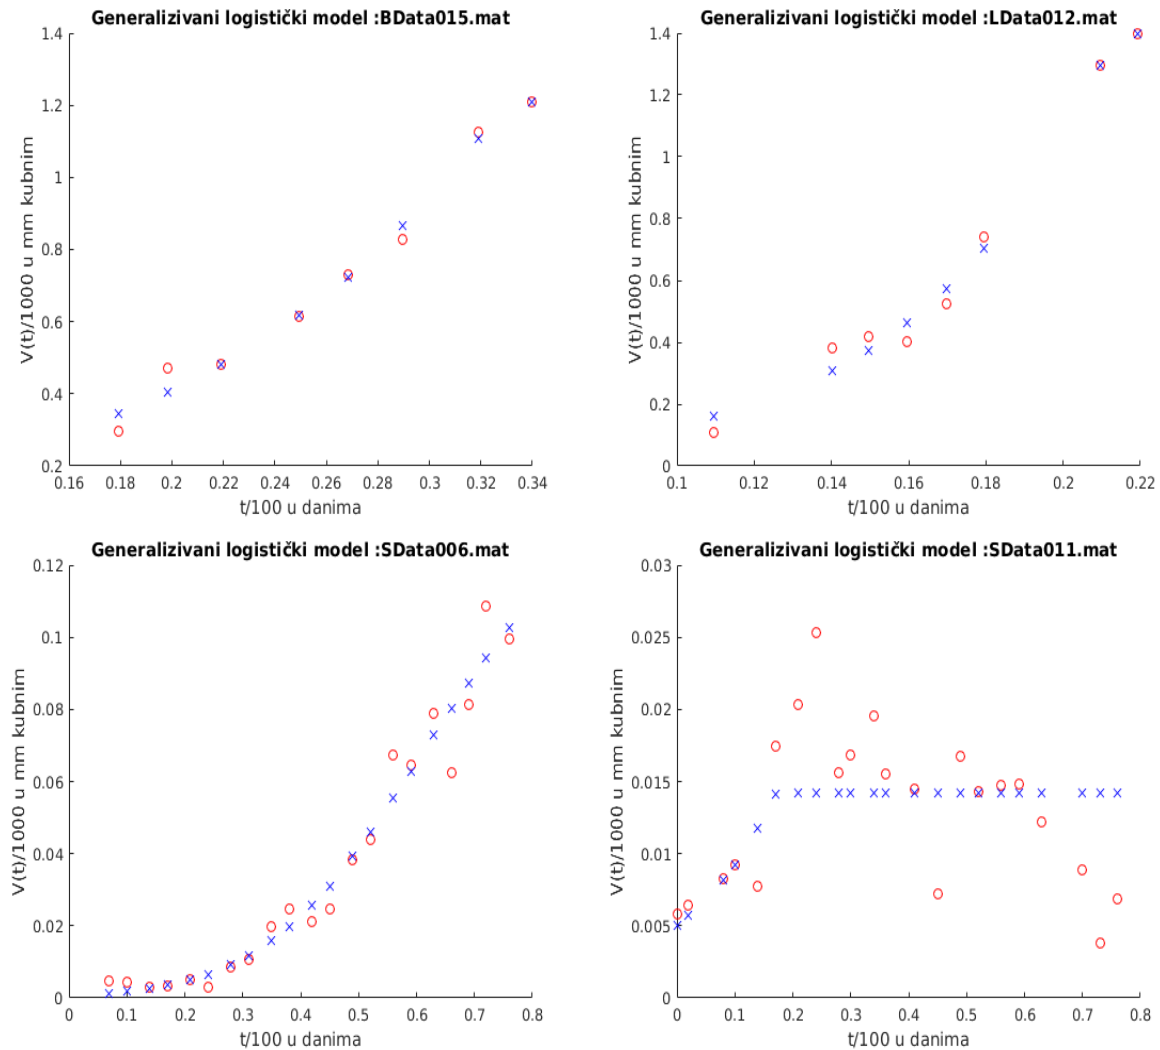 Generalizivani logistički model :BData015.mat
1.4
1.2
1
0.8
0.6
0.4
0.2
V(t)/1000 u mm kubnim
0.16 0.18 0.2 0.22 0.24 0.26 0.28 0.3 0.32 0.34
t/100 u danima
Generalizivani logistički model :LData012.mat
1.4
1.2
1
0.8
0.6
0.4
0.2
0
V(t)/1000 u mm kubnim
0.1 0.12 0.14 0.16 0.18 0.2 0.22
t/100 u danima
Generalizivani logistički model :SData006.mat
0.12
0.1
0.08
0.06
0.04
0.02
0
V(t)/1000 u mm kubnim
0 0.1 0.2 0.3 0.4 0.5 0.6 0.7 0.8
t/100 u danima
Generalizivani logistički model :SData011.mat
0.03
0.025
0.02
0.015
0.01
0.005
0
V(t)/1000 u mm kubnim
0 0.1 0.2 0.3 0.4 0.5 0.6 0.7 0.8
t/100 u danima